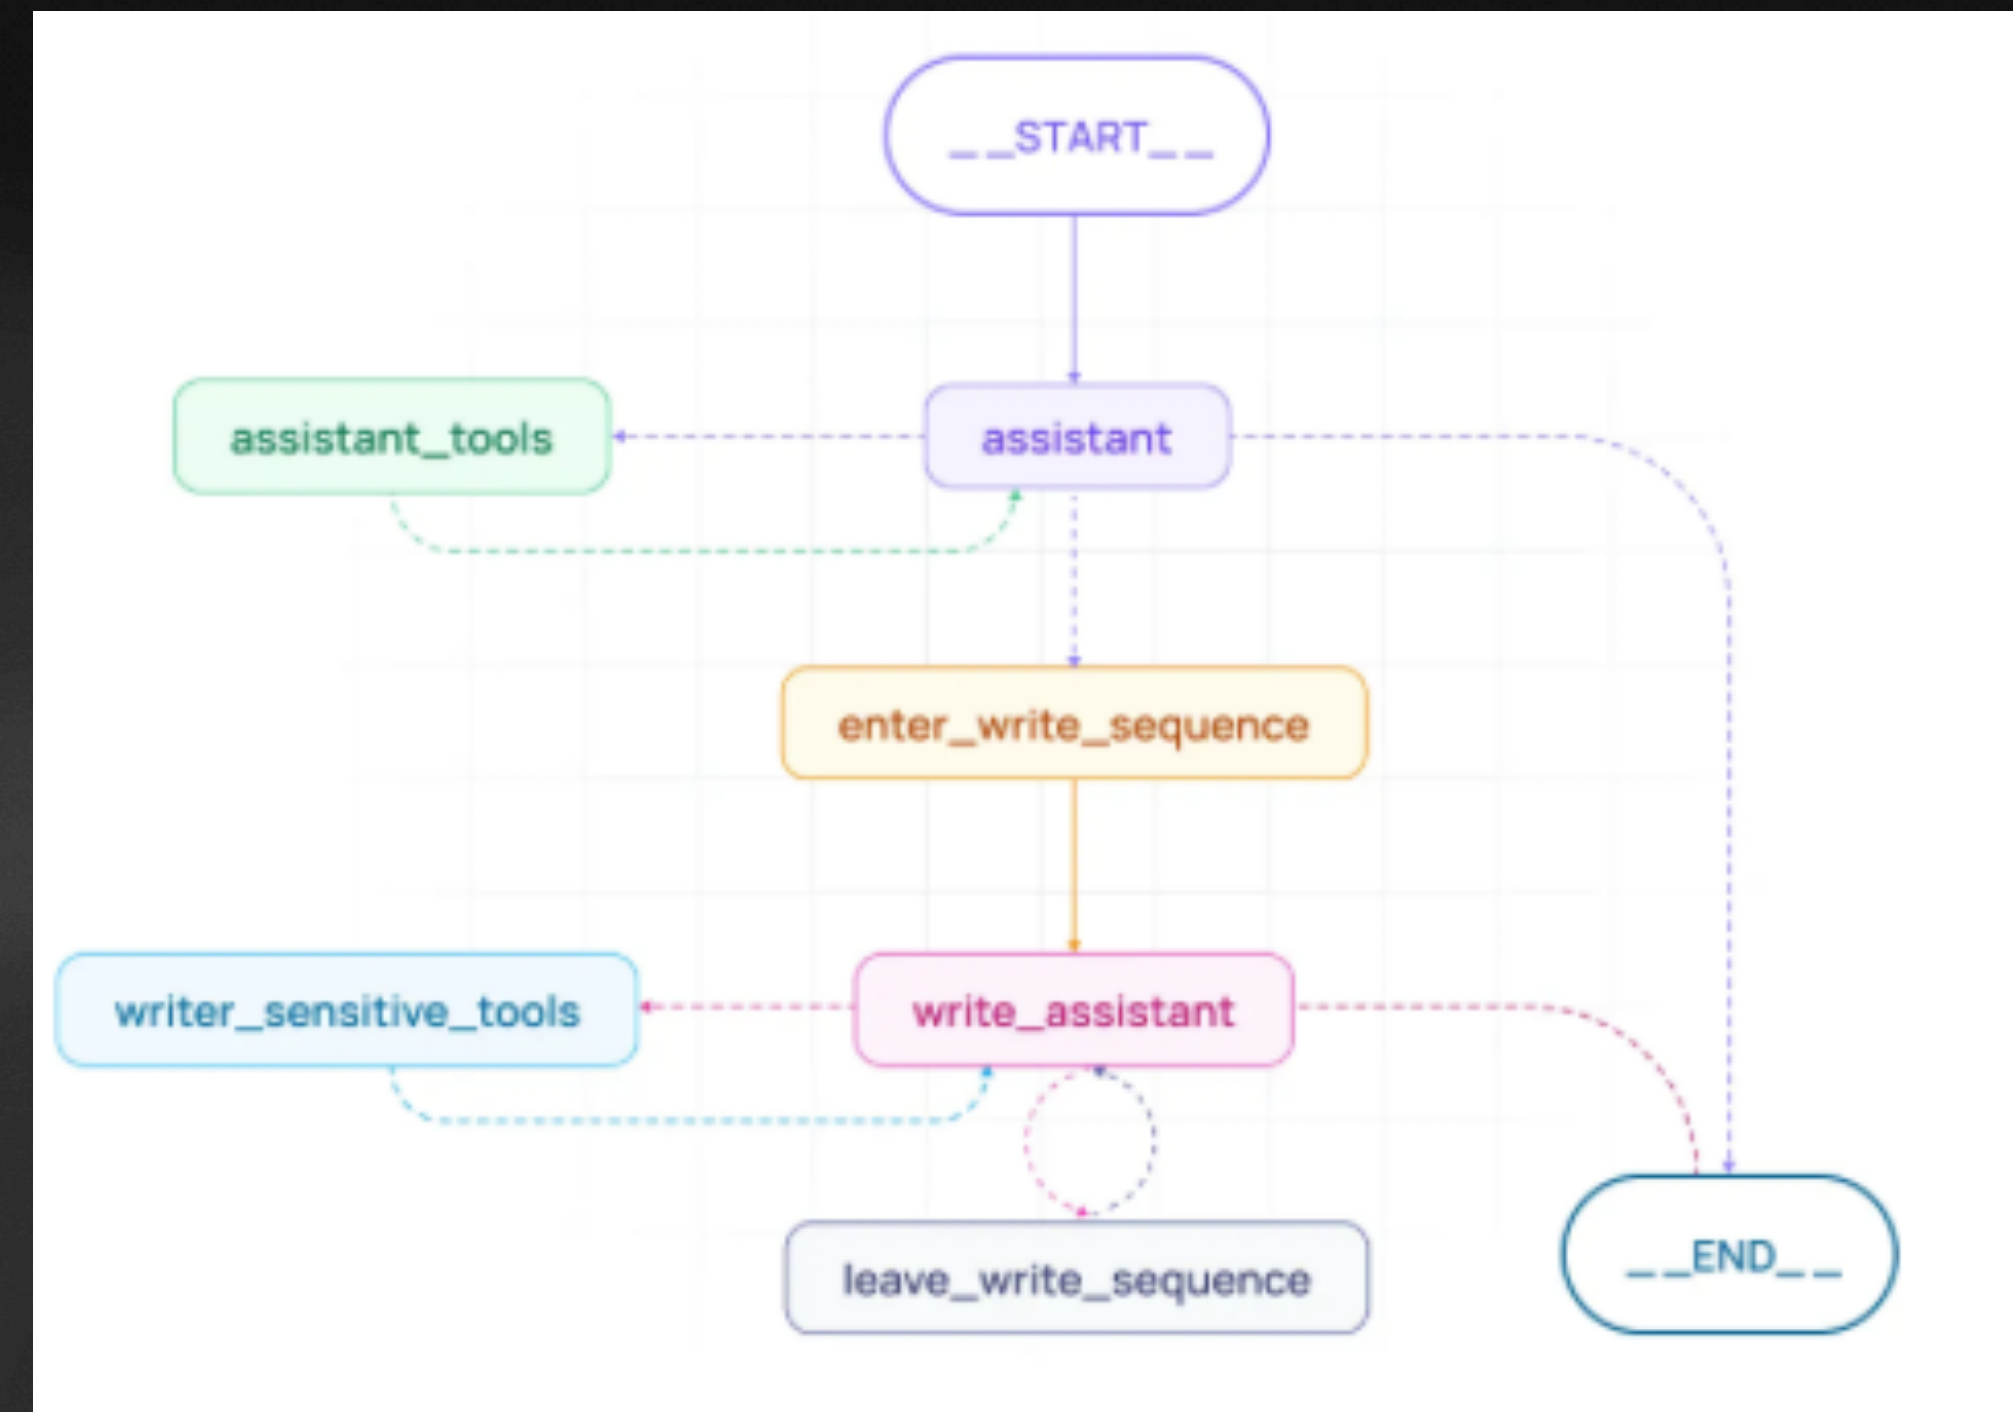 __START__
assistant_tools
assistant
enter_write_sequence
writer_sensitive_tools
write_assistant
leave_write_sequence
__END__